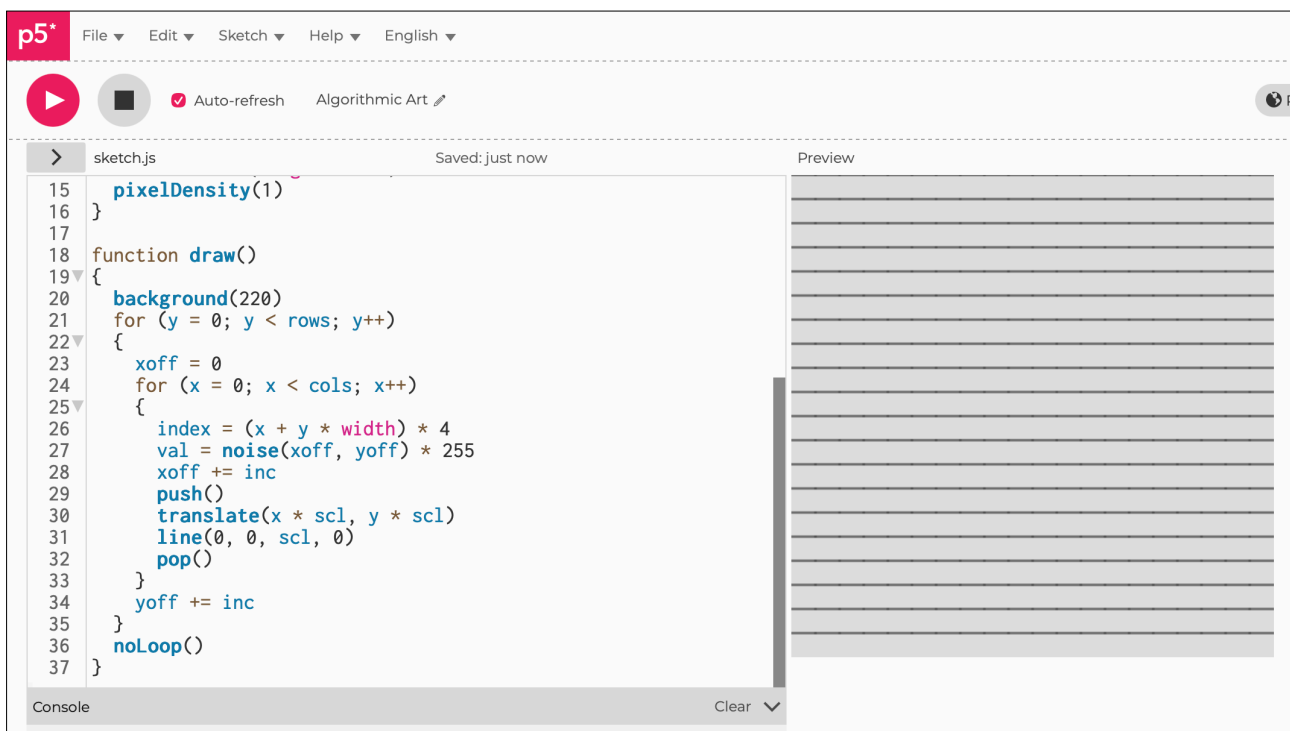 p5*
File Edit Sketch Help English
Auto-refresh Algorithmic Art
sketch.js Saved: just now Preview
15 pixelDensity(1)
16 }
17
18 function draw()
19 {
20 background(220)
21 for (y = 0; y < rows; y++)
22 {
23 xoff = 0
24 for (x = 0; x < cols; x++)
25 {
26 index = (x + y * width) * 4
27 val = noise(xoff, yoff) * 255
28 xoff += inc
29 push()
30 translate(x * scl, y * scl)
31 line(0, 0, scl, 0)
32 pop()
33 }
34 yoff += inc
35 }
36 noLoop()
37 }
Console Clear